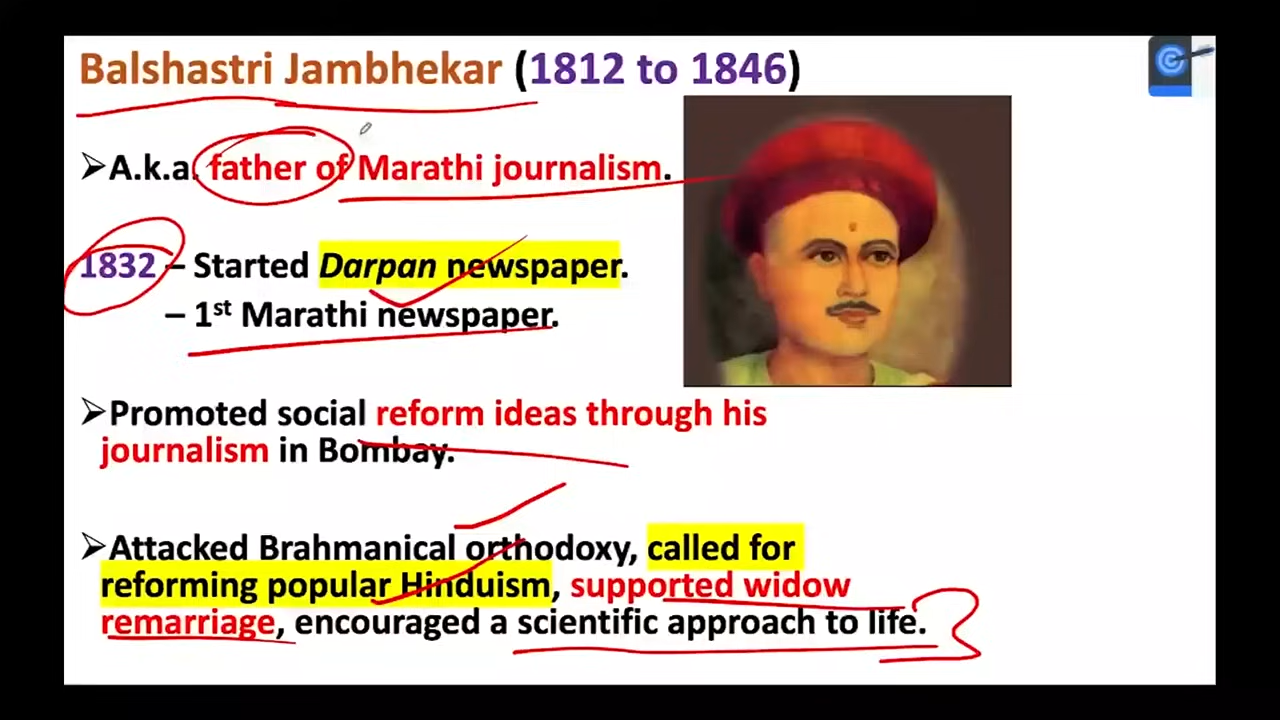 Balshastri Jambhekar (1812 to 1846)
➢A.k.a. father of Marathi journalism.
1832 – Started Darpan newspaper.
– 1st Marathi newspaper.
➢Promoted social reform ideas through his
journalism in Bombay.
➢Attacked Brahmanical orthodoxy, called for
reforming popular Hinduism, supported widow
remarriage, encouraged a scientific approach to life.